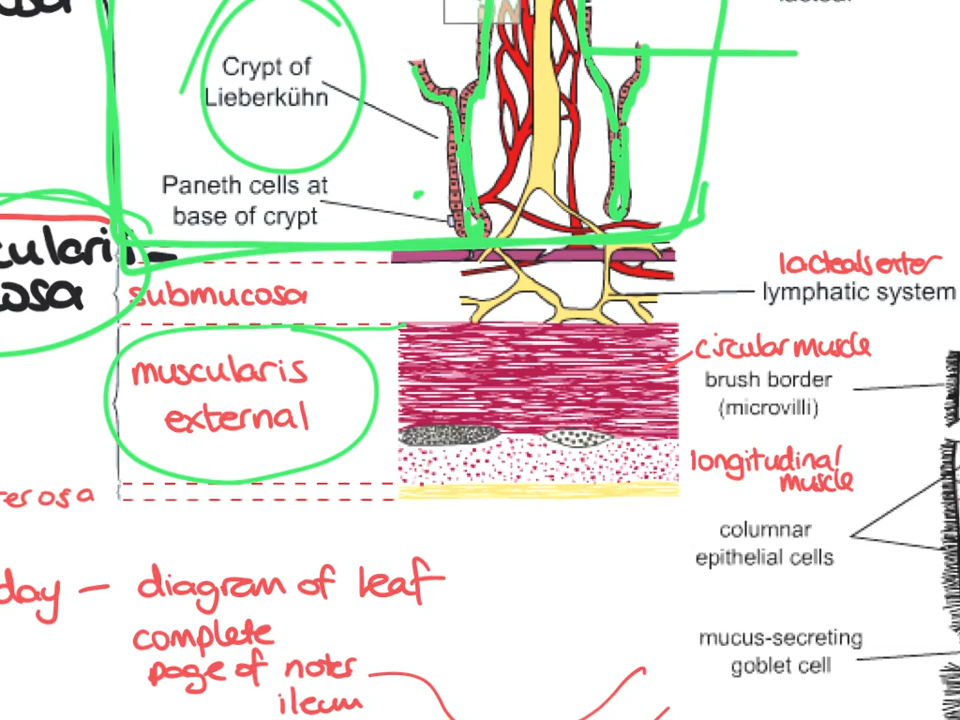 Crypt of
Lieberkühn
Paneth cells at
base of crypt
submucosa
lacteals enter
lymphatic system
muscularis
external
circular muscle
brush border
(microvilli)
longitudinal
muscle
columnar
epithelial cells
mucus-secreting
goblet cell
day – diagram of leaf
complete
page of notes
ileum